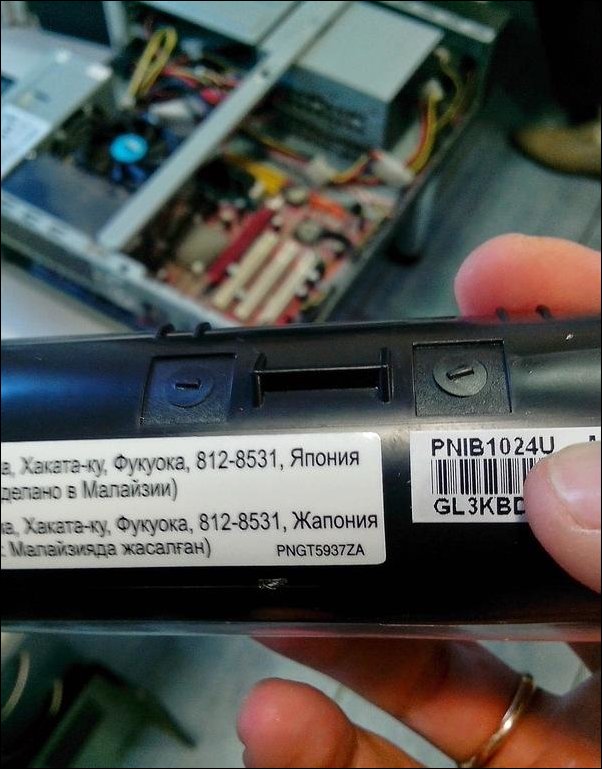 а, Хаката-ку, Фукуока, 812-8531, Япония
делано в Малайзии)
а, Хаката-ку, Фукуока, 812-8531, Жапония
: Малайзияда жасалған)
PNGT5937ZA
PNIB1024U
GL3KBD